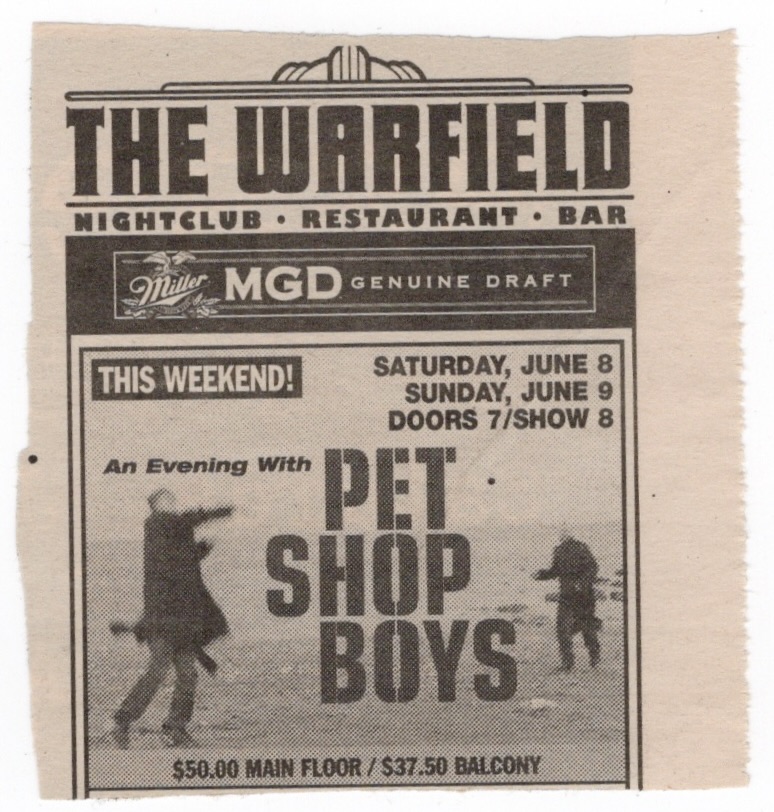 THE WARFIELD
NIGHTCLUB • RESTAURANT • BAR
Miller MGD GENUINE DRAFT
THIS WEEKEND!
SATURDAY, JUNE 8
SUNDAY, JUNE 9
DOORS 7/SHOW 8
An Evening With
PET
SHOP
BOYS
$50.00 MAIN FLOOR / $37.50 BALCONY